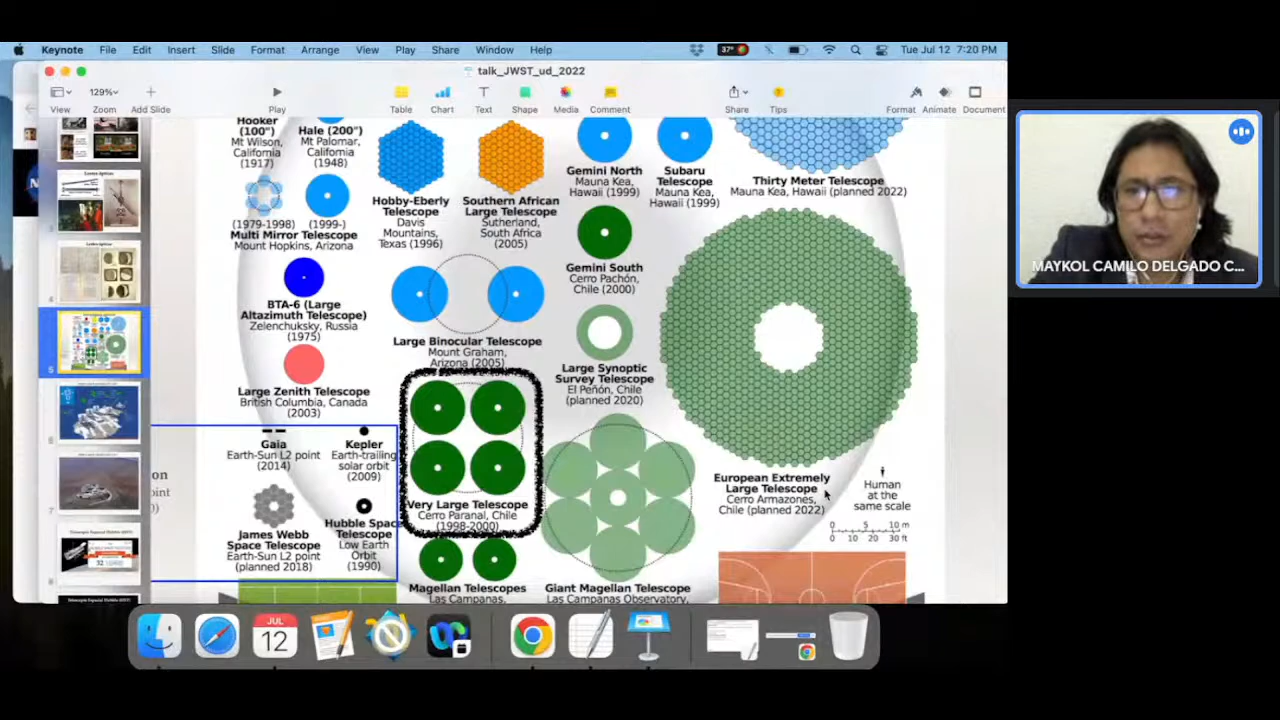 Keynote File Edit Insert Slide Format Arrange View Play Share Window Help
37° Tue Jul 12 7:20 PM
talk_JWST_ud_2022
129%
View Zoom Add Slide Play Table Chart Text Shape Media Comment Share Tips Format Animate Document
Hooker
(100")
Mt Wilson,
California
(1917)
Hale (200")
Mt Palomar,
California
(1948)
(1979-1998) (1999-)
Multi Mirror Telescope
Mount Hopkins, Arizona
BTA-6 (Large
Altazimuth Telescope)
Zelenchuksky, Russia
(1975)
Large Zenith Telescope
British Columbia, Canada
(2003)
Gaia
Earth-Sun L2 point
(2014)
Kepler
Earth-trailing
solar orbit
(2009)
James Webb
Space Telescope
Earth-Sun L2 point
(planned 2018)
Hubble Space
Telescope
Low Earth
Orbit
(1990)
Hobby-Eberly
Telescope
Davis
Mountains,
Texas (1996)
Southern African
Large Telescope
Sutherland,
South Africa
(2005)
Large Binocular Telescope
Mount Graham,
Arizona (2005)
Very Large Telescope
Cerro Paranal, Chile
(1998-2000)
Magellan Telescopes
Las Campanas,
Gemini North
Mauna Kea,
Hawaii (1999)
Subaru
Telescope
Mauna Kea,
Hawaii (1999)
Gemini South
Cerro Pachón,
Chile (2000)
Large Synoptic
Survey Telescope
El Peñón, Chile
(planned 2020)
Giant Magellan Telescope
Las Campanas Observatory,
Thirty Meter Telescope
Mauna Kea, Hawaii (planned 2022)
European Extremely
Large Telescope
Cerro Armazones,
Chile (planned 2022)
Human
at the
same scale
0 5 10 m
0 10 20 30 ft
on
int
)
3
4
5
6
7
8
JUL
12
MAYKOL CAMILO DELGADO C...